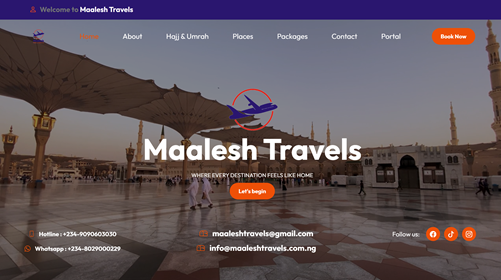 Welcome to Maalesh Travels
Home About Hajj & Umrah Places Packages Contact Portal Book Now
Maalesh Travels
WHERE EVERY DESTINATION FEELS LIKE HOME
Let's begin
Hotline : +234-9090603030 maaleshtravels@gmail.com Follow us:
Whatsapp : +234-8029000229 info@maaleshtravels.com.ng